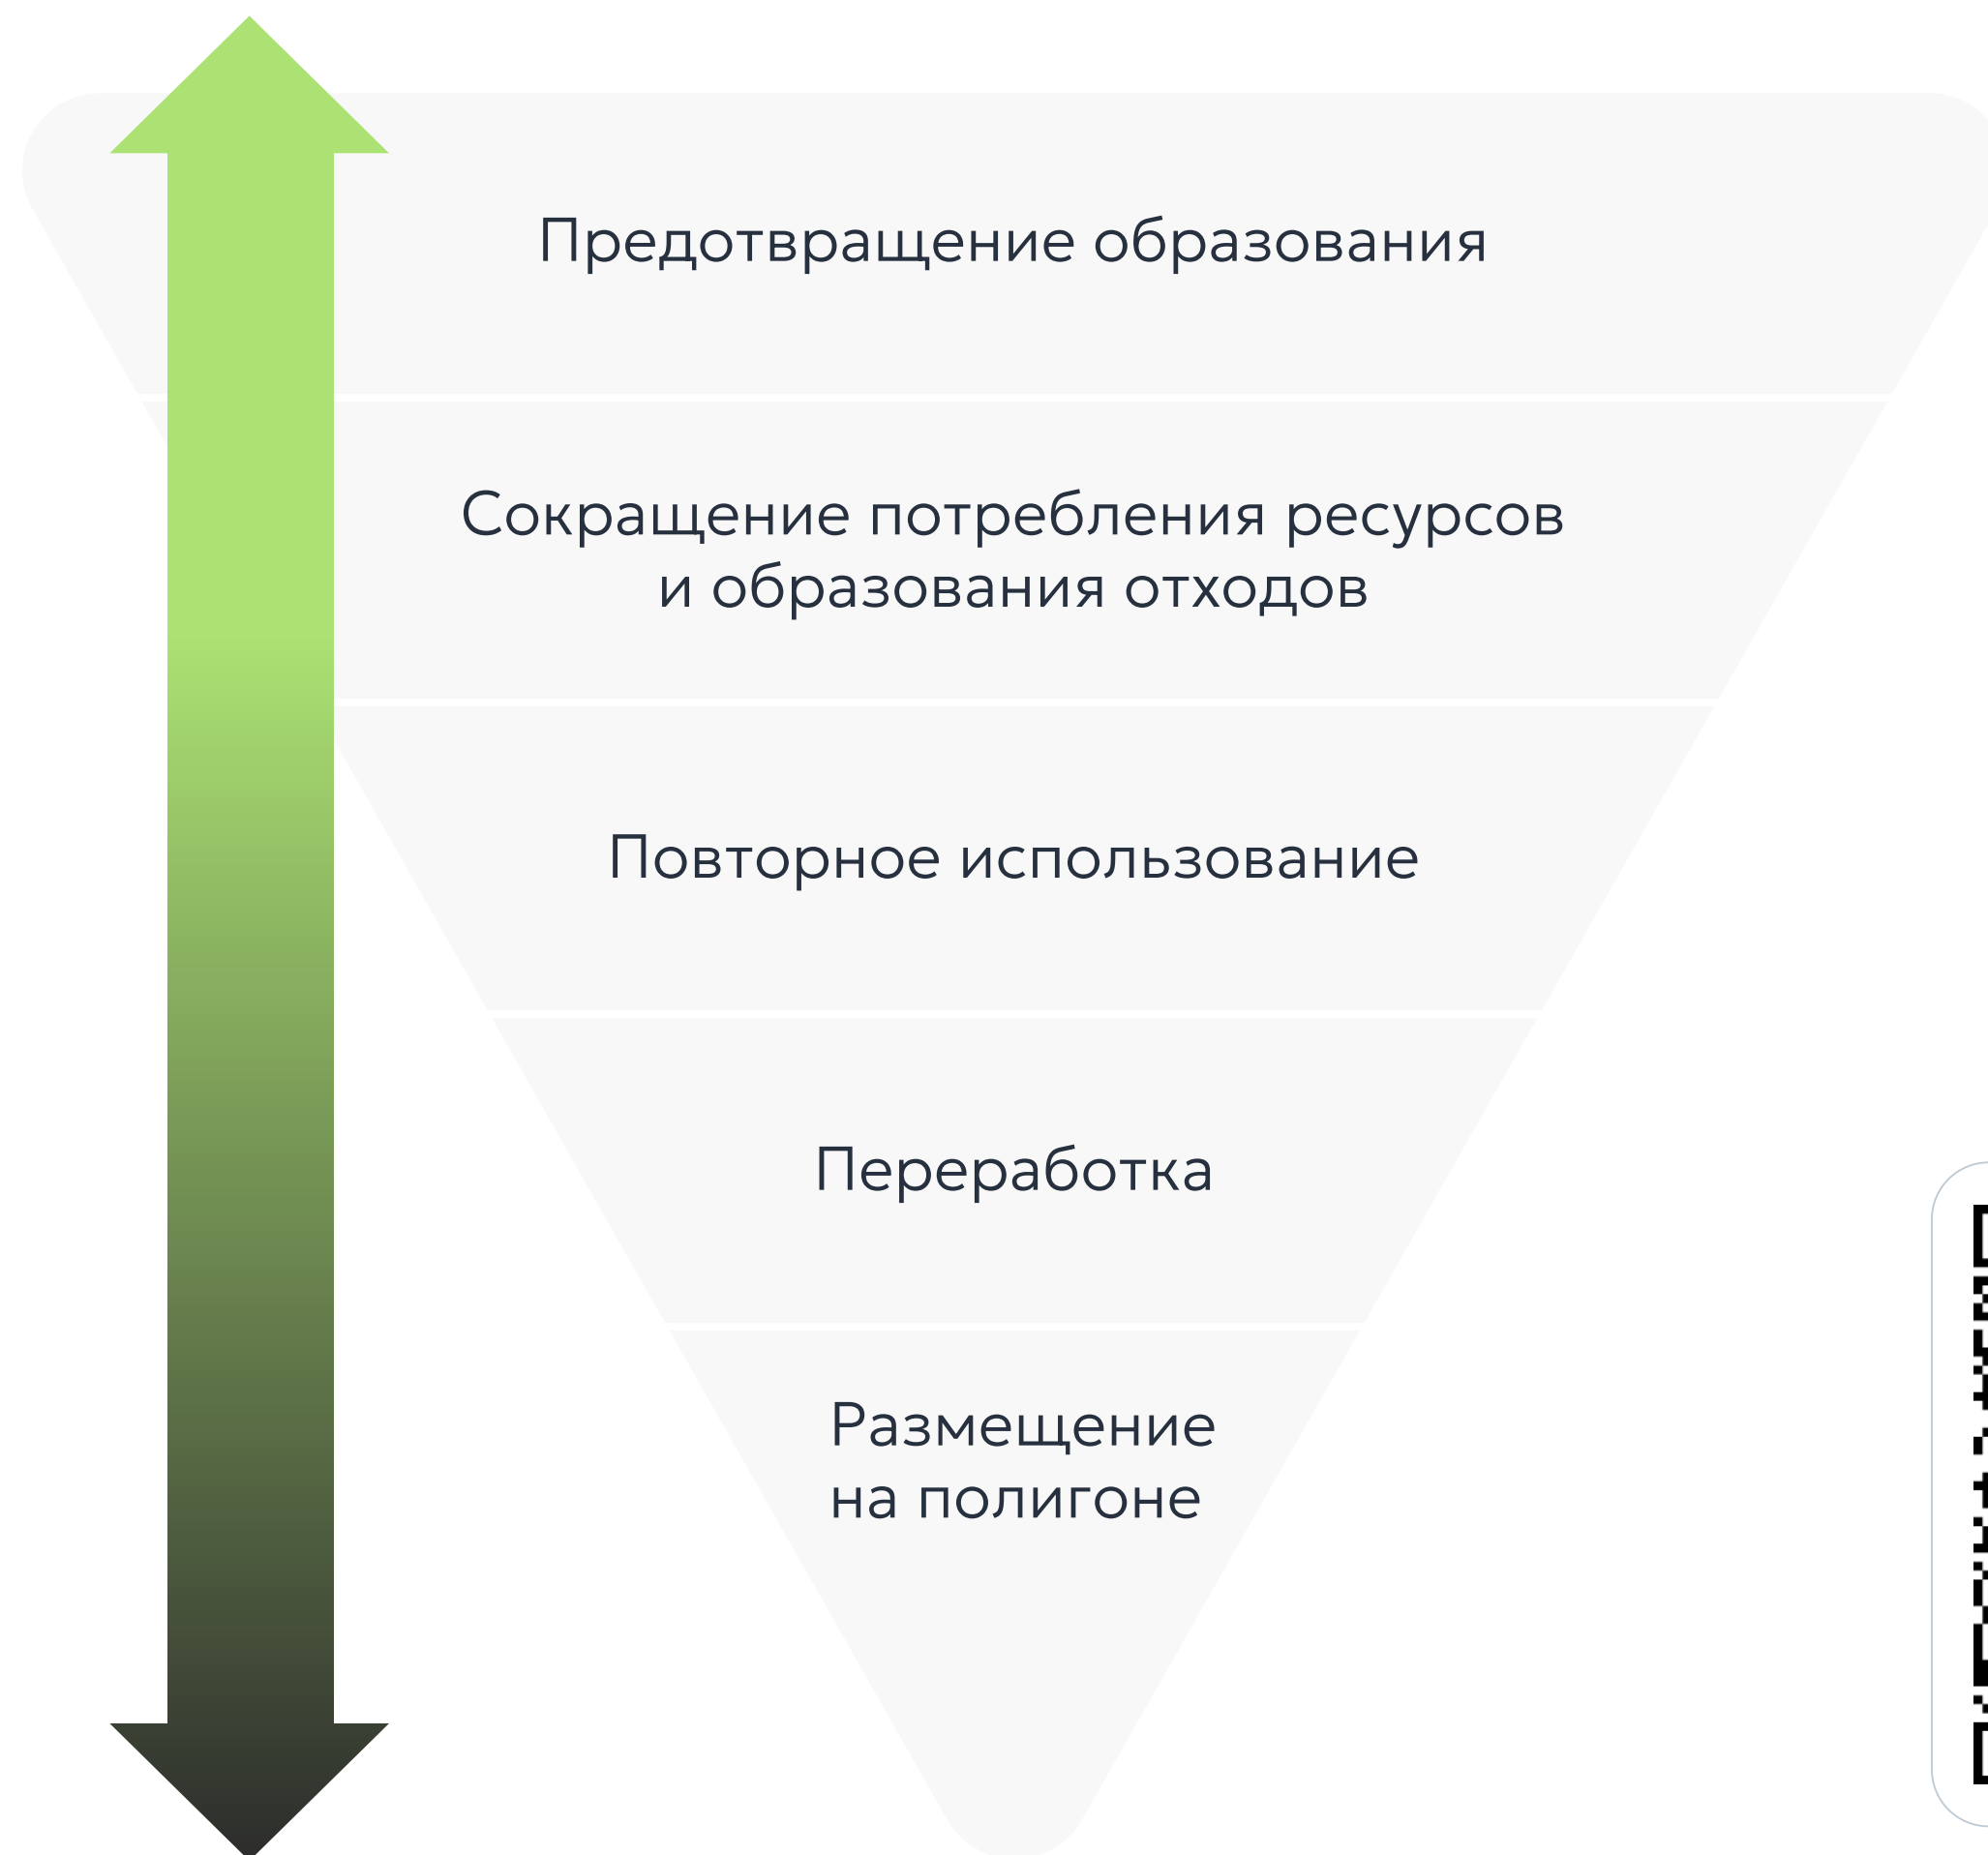 Предотвращение образования
Сокращение потребления ресурсов
и образования отходов
Повторное использование
Переработка
Размещение
на полигоне